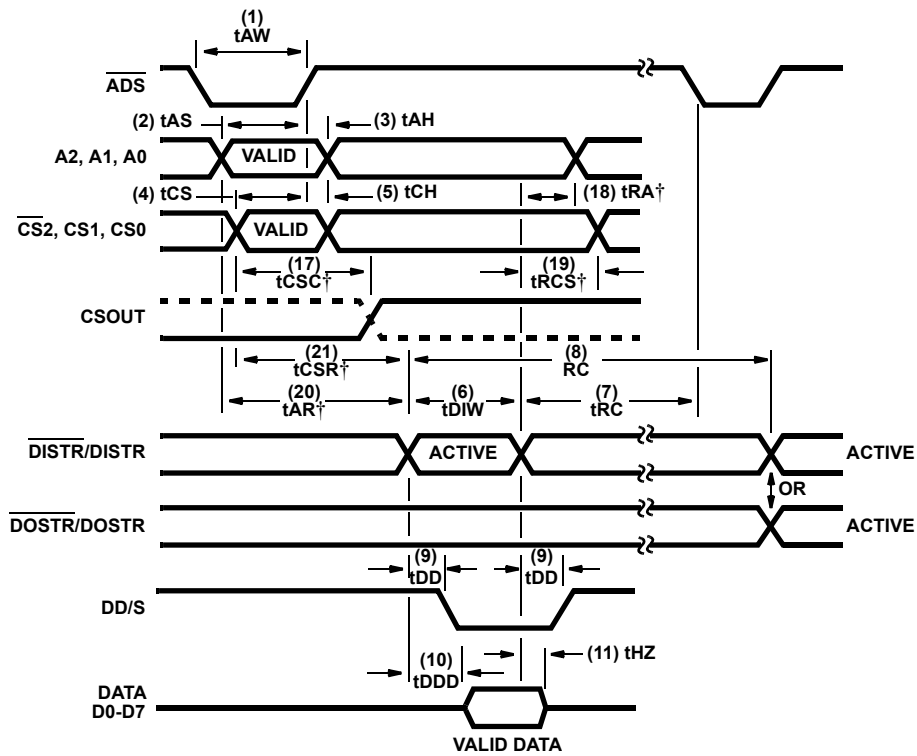 (1)
tAW
ADS
(2) tAS
(3) tAH
A2, A1, A0
VALID
(4) tCS
(5) tCH
(18) tRA†
CS2, CS1, CS0
VALID
(17)
tCSC†
(19)
tRCS†
CSOUT
(21)
tCSR†
(8)
RC
(20)
tAR†
(6)
tDIW
(7)
tRC
DISTR/DISTR
ACTIVE
ACTIVE
OR
DOSTR/DOSTR
ACTIVE
(9)
tDD
(9)
tDD
DD/S
(10)
tDDD
(11) tHZ
DATA
D0-D7
VALID DATA